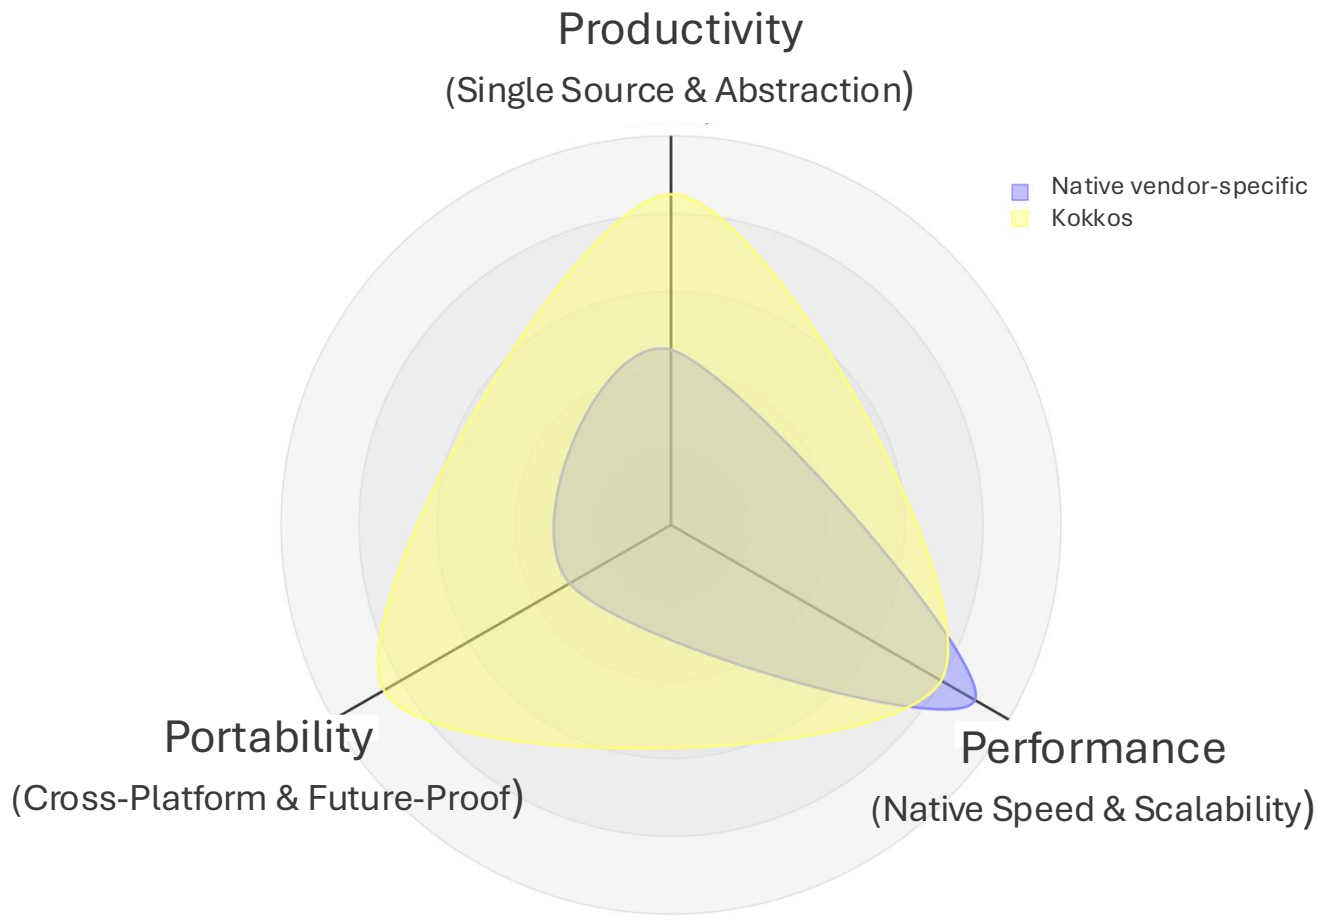 Productivity
(Single Source & Abstraction)
Native vendor-specific
Kokkos
Portability
(Cross-Platform & Future-Proof)
Performance
(Native Speed & Scalability)